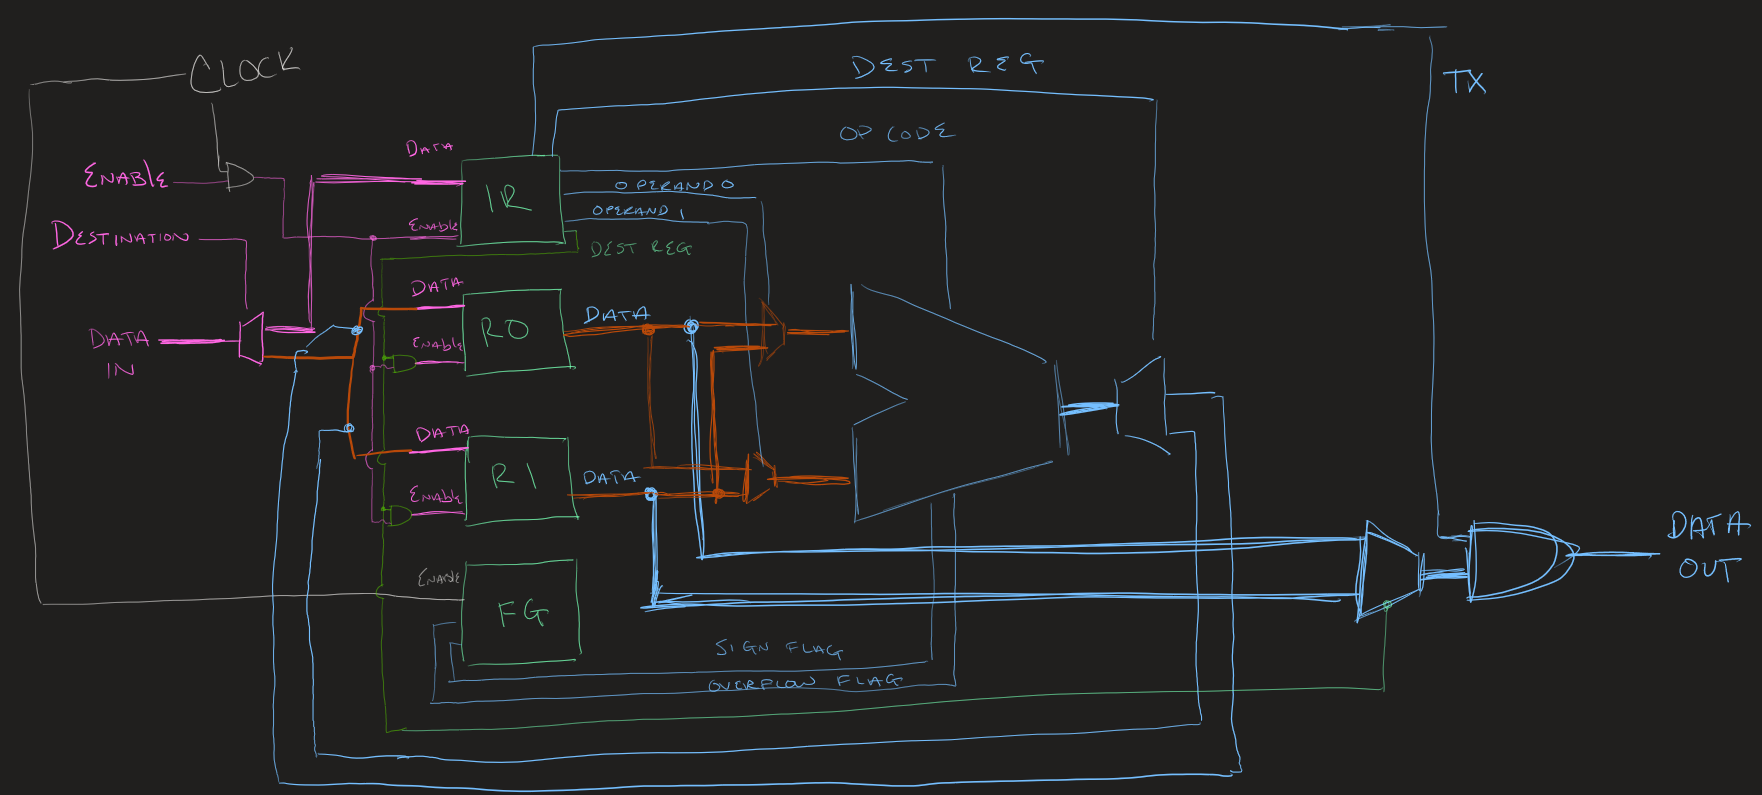 CLOCK
DEST REG
TX
OP CODE
DATA
ENABLE
IR
OPERAND 0
OPERAND 1
ENABLE
DESTINATION
DEST REG
DATA
R0
DATA
DATA
IN
ENABLE
DATA
R1
DATA
ENABLE
DATA
OUT
ENABLE
FG
SIGN FLAG
OVERFLOW FLAG